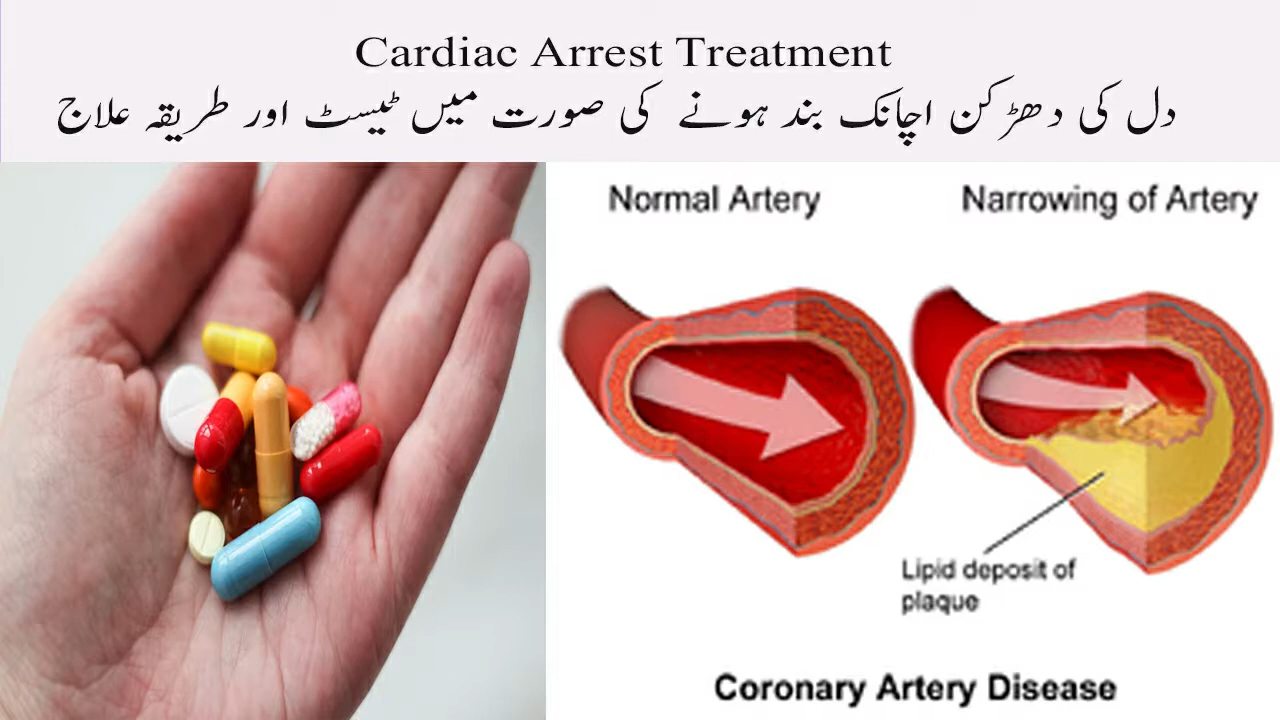 Cardiac Arrest Treatment
دل کی دھڑکن اچانک بند ہونے کی صورت میں ٹیسٹ اور طریقہ علاج
Normal Artery
Narrowing of Artery
Lipid deposit of
plaque
Coronary Artery Disease